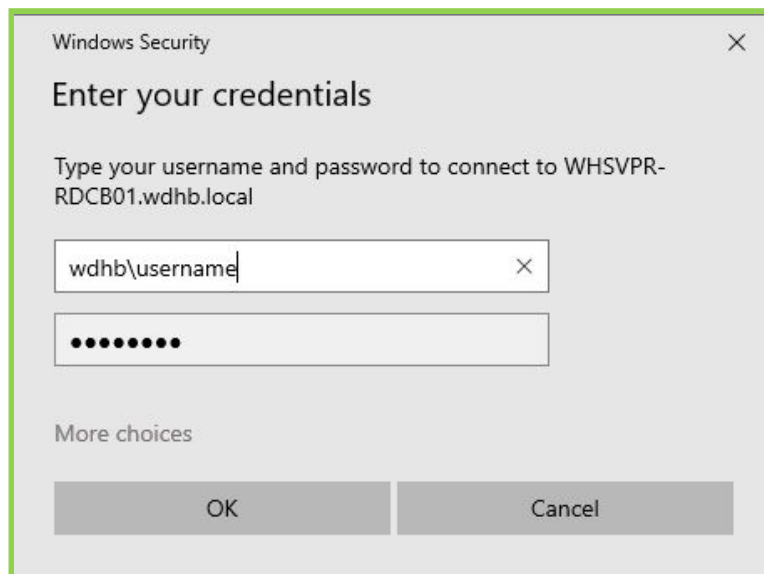 Windows Security
Enter your credentials
Type your username and password to connect to WHSVPR-
RDCB01.wdhb.local
wdhb\username
●●●●●●●●
More choices
OK
Cancel